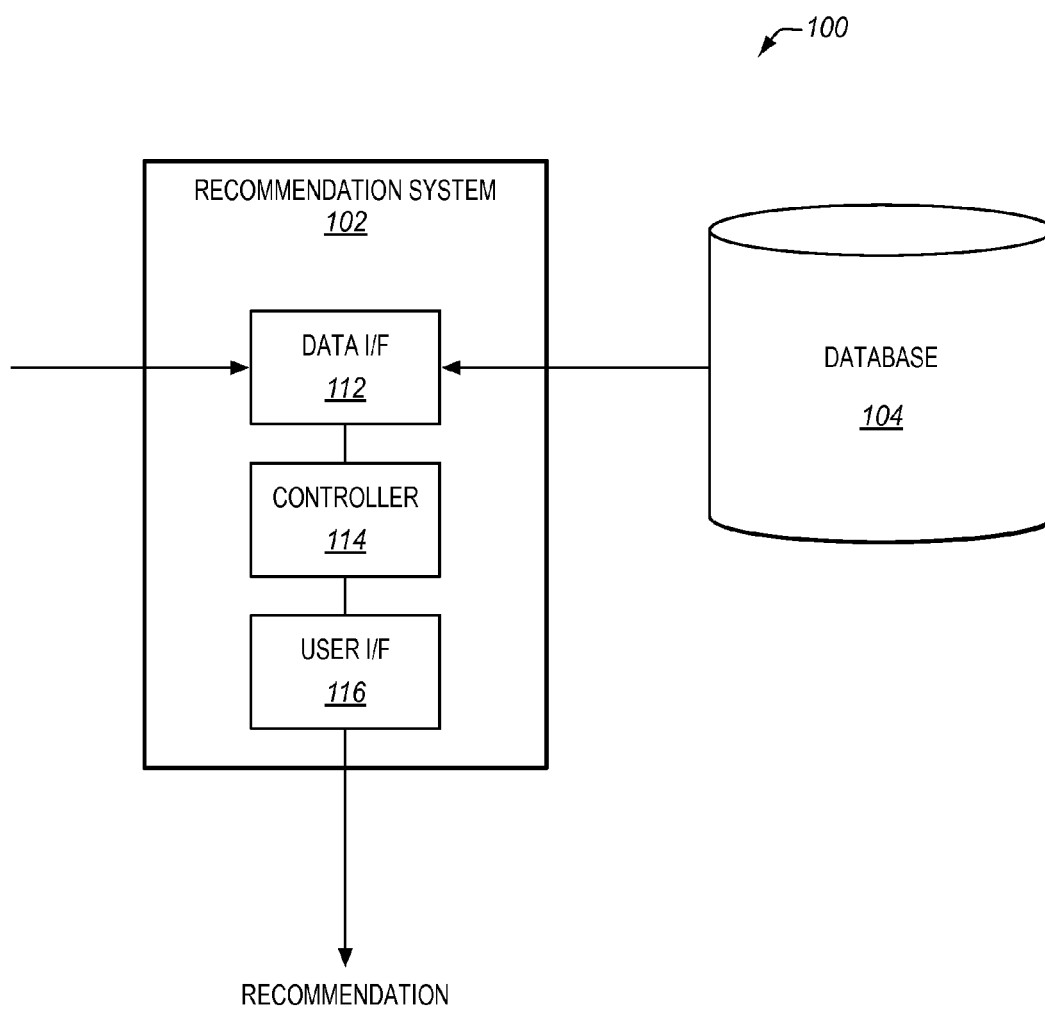 100
RECOMMENDATION SYSTEM
102
DATA I/F
112
DATABASE
104
CONTROLLER
114
USER I/F
116
RECOMMENDATION